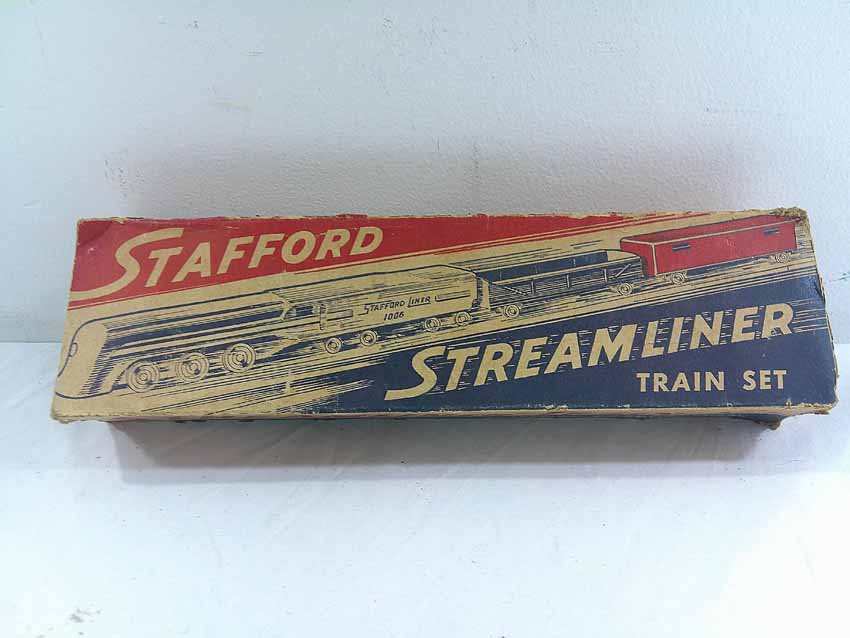 STAFFORD
STAFFORD LINER
1006
STREAMLINER
TRAIN SET